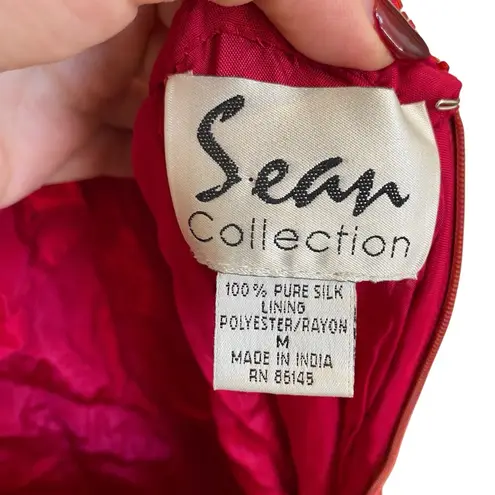 Sean
Collection
100% PURE SILK
LINING
POLYESTER/RAYON
M
MADE IN INDIA
RN 86145